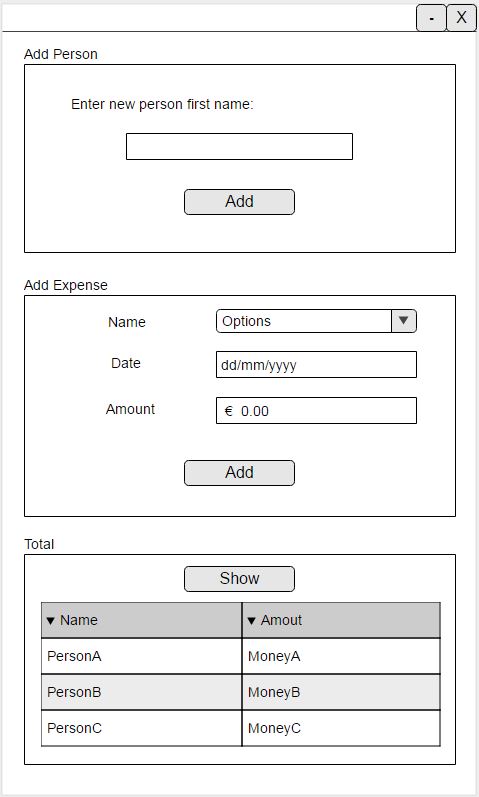 - X
Add Person
Enter new person first name:
Add
Add Expense
Name Options
Date dd/mm/yyyy
Amount € 0.00
Add
Total
Show
Name Amout
PersonA MoneyA
PersonB MoneyB
PersonC MoneyC